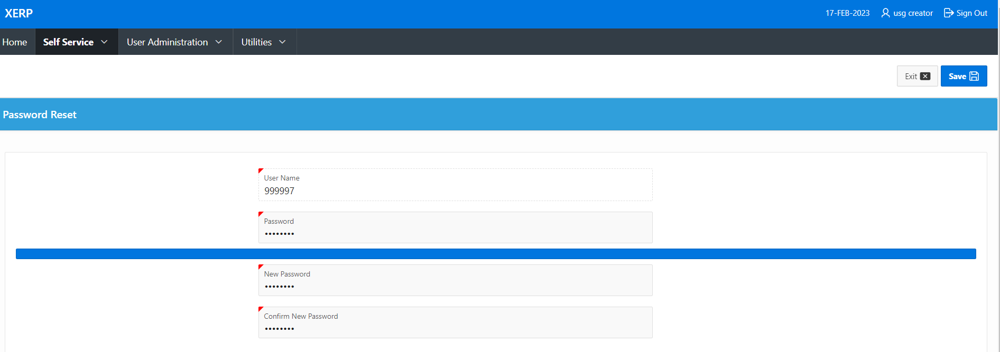 XERP
17-FEB-2023 usg creator Sign Out
Home Self Service User Administration Utilities
Exit Save
Password Reset
User Name
999997
Password
••••••••
New Password
••••••••
Confirm New Password
••••••••